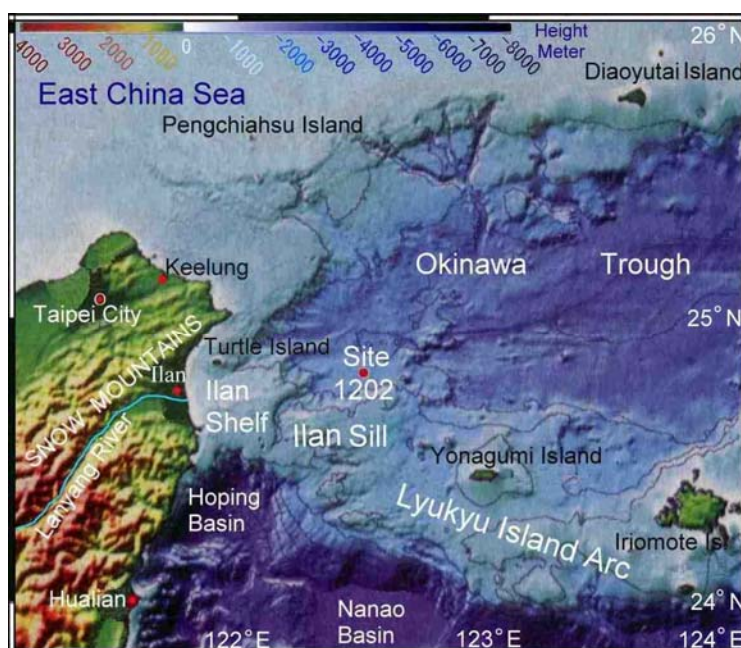 4000
3000
2000
1000
0
-1000
-2000
-3000
-4000
-5000
-6000
-7000
-8000
Height
Meter
26° N
Diaoyutai Island
East China Sea
Pengchiahsu Island
Keelung
Okinawa Trough
Taipei City
25° N
Turtle Island
Site
1202
SNOW MOUNTAINS
Ilan
Ilan
Shelf
Ilan Sill
Lanyang River
Yonagumi Island
Hoping
Basin
Lyukyu Island Arc
Iriomote Isl
Hualian
Nanao
Basin
24° N
122° E
123° E
124° E